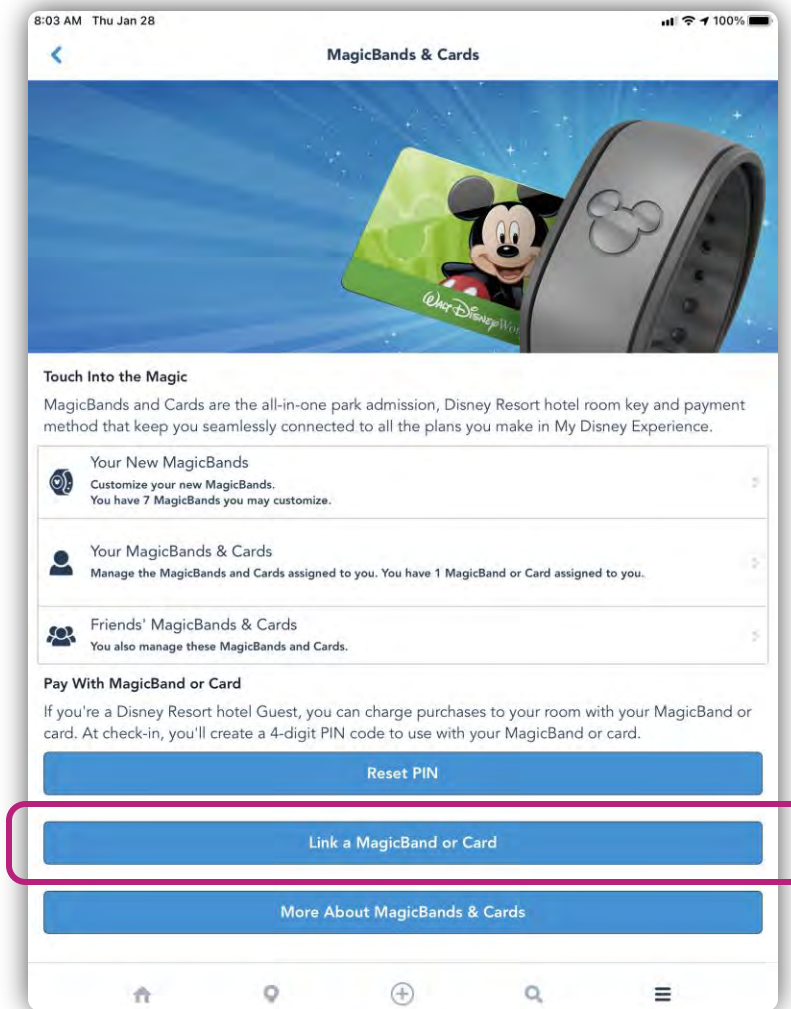 8:03 AM Thu Jan 28
100%
MagicBands & Cards
WALT DISNEY
Touch Into the Magic
MagicBands and Cards are the all-in-one park admission, Disney Resort hotel room key and payment
method that keep you seamlessly connected to all the plans you make in My Disney Experience.
Your New MagicBands
Customize your new MagicBands.
You have 7 MagicBands you may customize.
Your MagicBands & Cards
Manage the MagicBands and Cards assigned to you. You have 1 MagicBand or Card assigned to you.
Friends' MagicBands & Cards
You also manage these MagicBands and Cards.
Pay With MagicBand or Card
If you're a Disney Resort hotel Guest, you can charge purchases to your room with your MagicBand or
card. At check-in, you'll create a 4-digit PIN code to use with your MagicBand or card.
Reset PIN
Link a MagicBand or Card
More About MagicBands & Cards